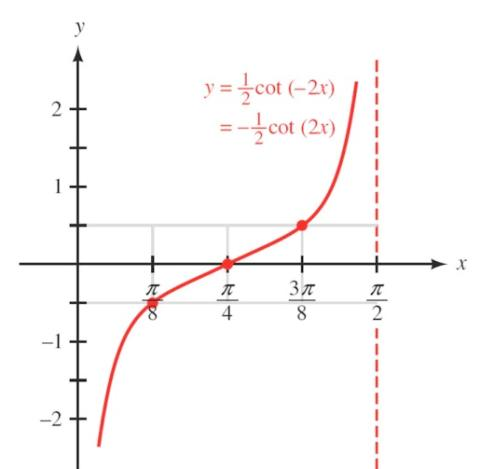 y
y = 1/2 cot (−2x)
= −1/2 cot (2x)
2
1
x
π/8 π/4 3π/8 π/2
−1
−2